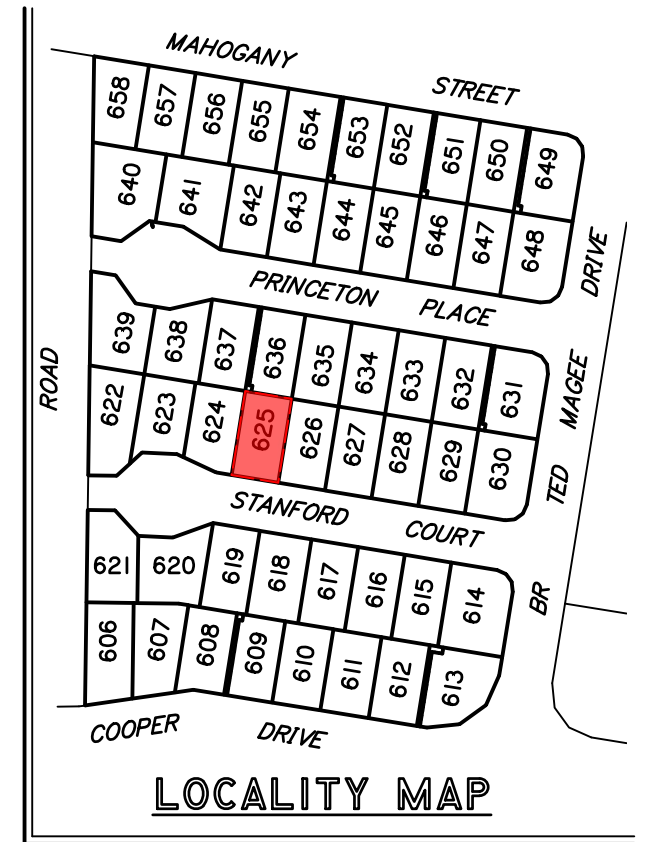 MAHOGANY STREET
658 657 656 655 654 653 652 651 650 649
640 641 642 643 644 645 646 647 648
PRINCETON PLACE
DRIVE
639 638 637 636 635 634 633 632 631
ROAD
MAGEE
622 623 624 625 626 627 628 629 630
TED
STANFORD COURT
BR
621 620 619 618 617 616 615 614
606 607 608 609 610 611 612 613
COOPER DRIVE
LOCALITY MAP